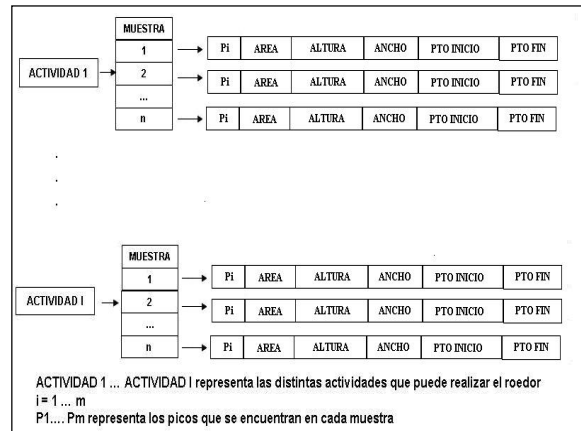 MUESTRA
1 Pi AREA ALTURA ANCHO PTO INICIO PTO FIN
ACTIVIDAD 1 2 Pi AREA ALTURA ANCHO PTO INICIO PTO FIN
...
n Pi AREA ALTURA ANCHO PTO INICIO PTO FIN
.
.
.
MUESTRA
1 Pi AREA ALTURA ANCHO PTO INICIO PTO FIN
ACTIVIDAD I 2 Pi AREA ALTURA ANCHO PTO INICIO PTO FIN
...
n Pi AREA ALTURA ANCHO PTO INICIO PTO FIN
ACTIVIDAD 1 ... ACTIVIDAD I representa las distintas actividades que puede realizar el roedor
i = 1 ... m
P1.... Pm representa los picos que se encuentran en cada muestra